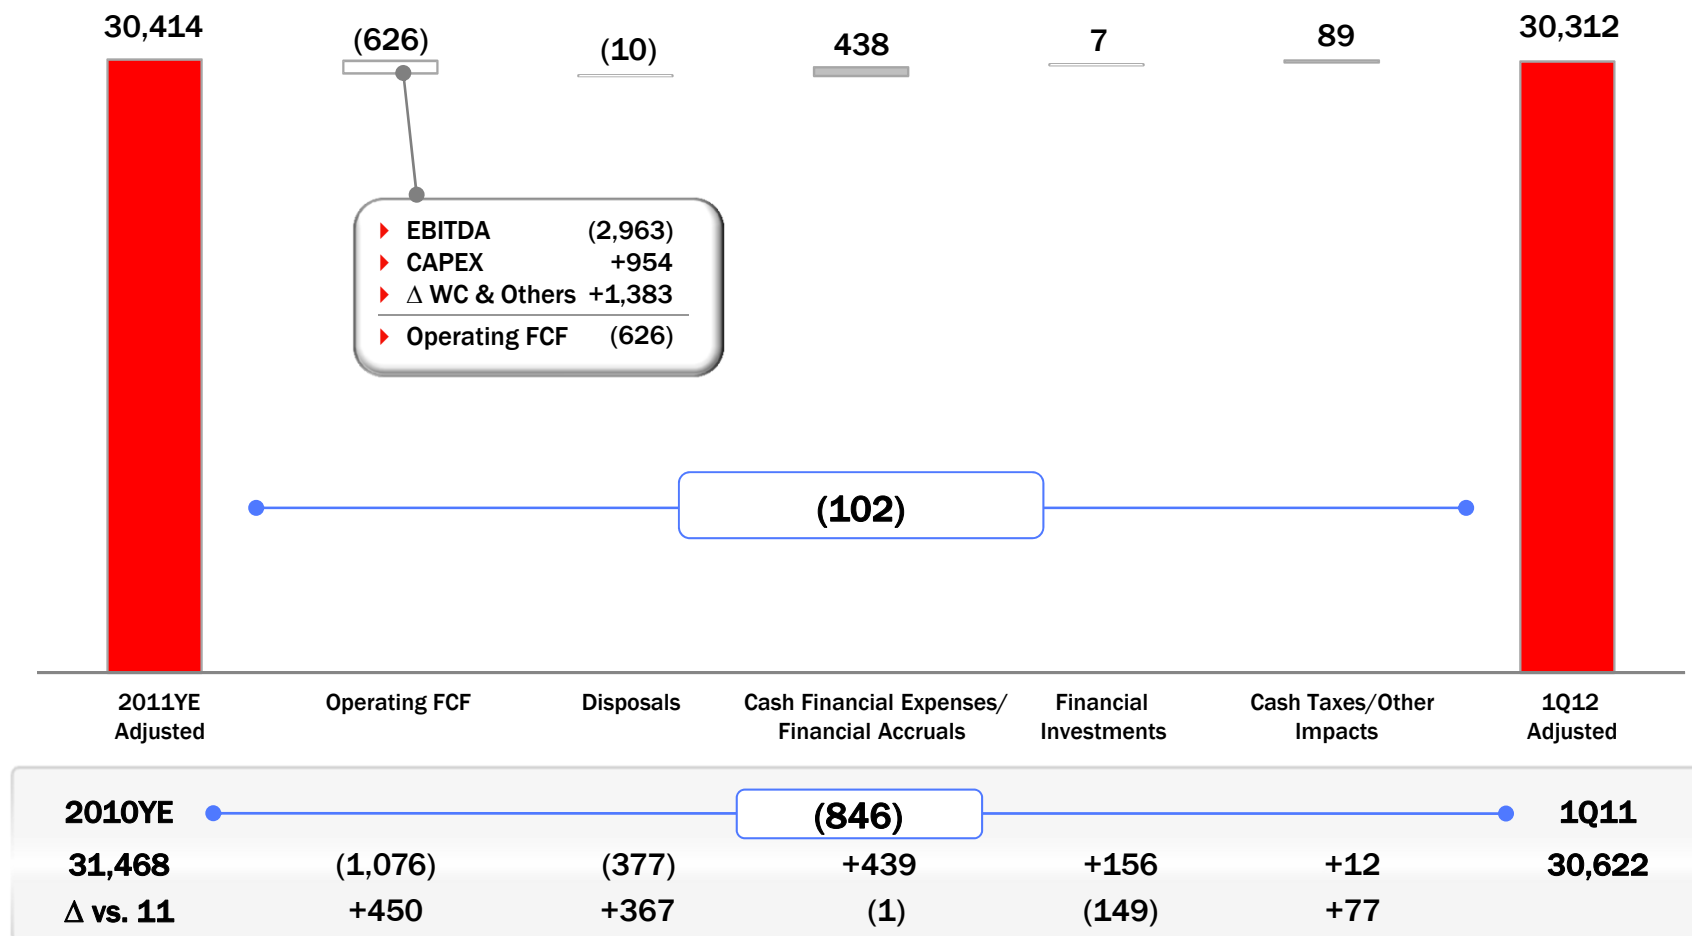 30,414 (626) (10) 438 7 89 30,312
EBITDA (2,963)
CAPEX +954
Δ WC & Others +1,383
Operating FCF (626)
(102)
2011YE Operating FCF Disposals Cash Financial Expenses/ Financial Cash Taxes/Other 1Q12
Adjusted Financial Accruals Investments Impacts Adjusted
2010YE (846) 1Q11
31,468 (1,076) (377) +439 +156 +12 30,622
Δ vs. 11 +450 +367 (1) (149) +77